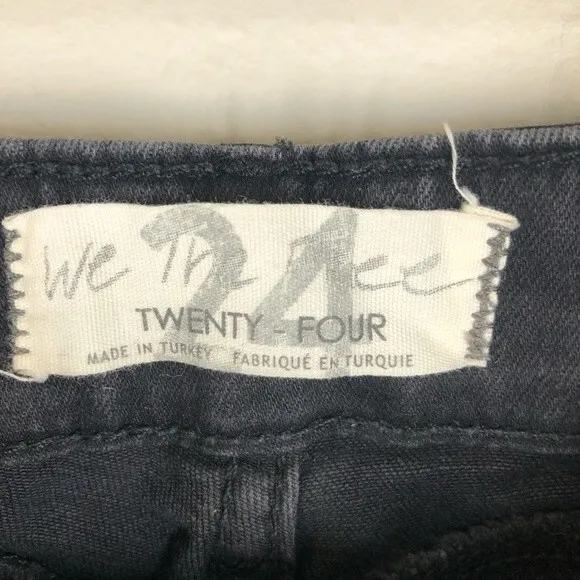 24
We The Free
TWENTY - FOUR
MADE IN TURKEY FABRIQUÉ EN TURQUIE